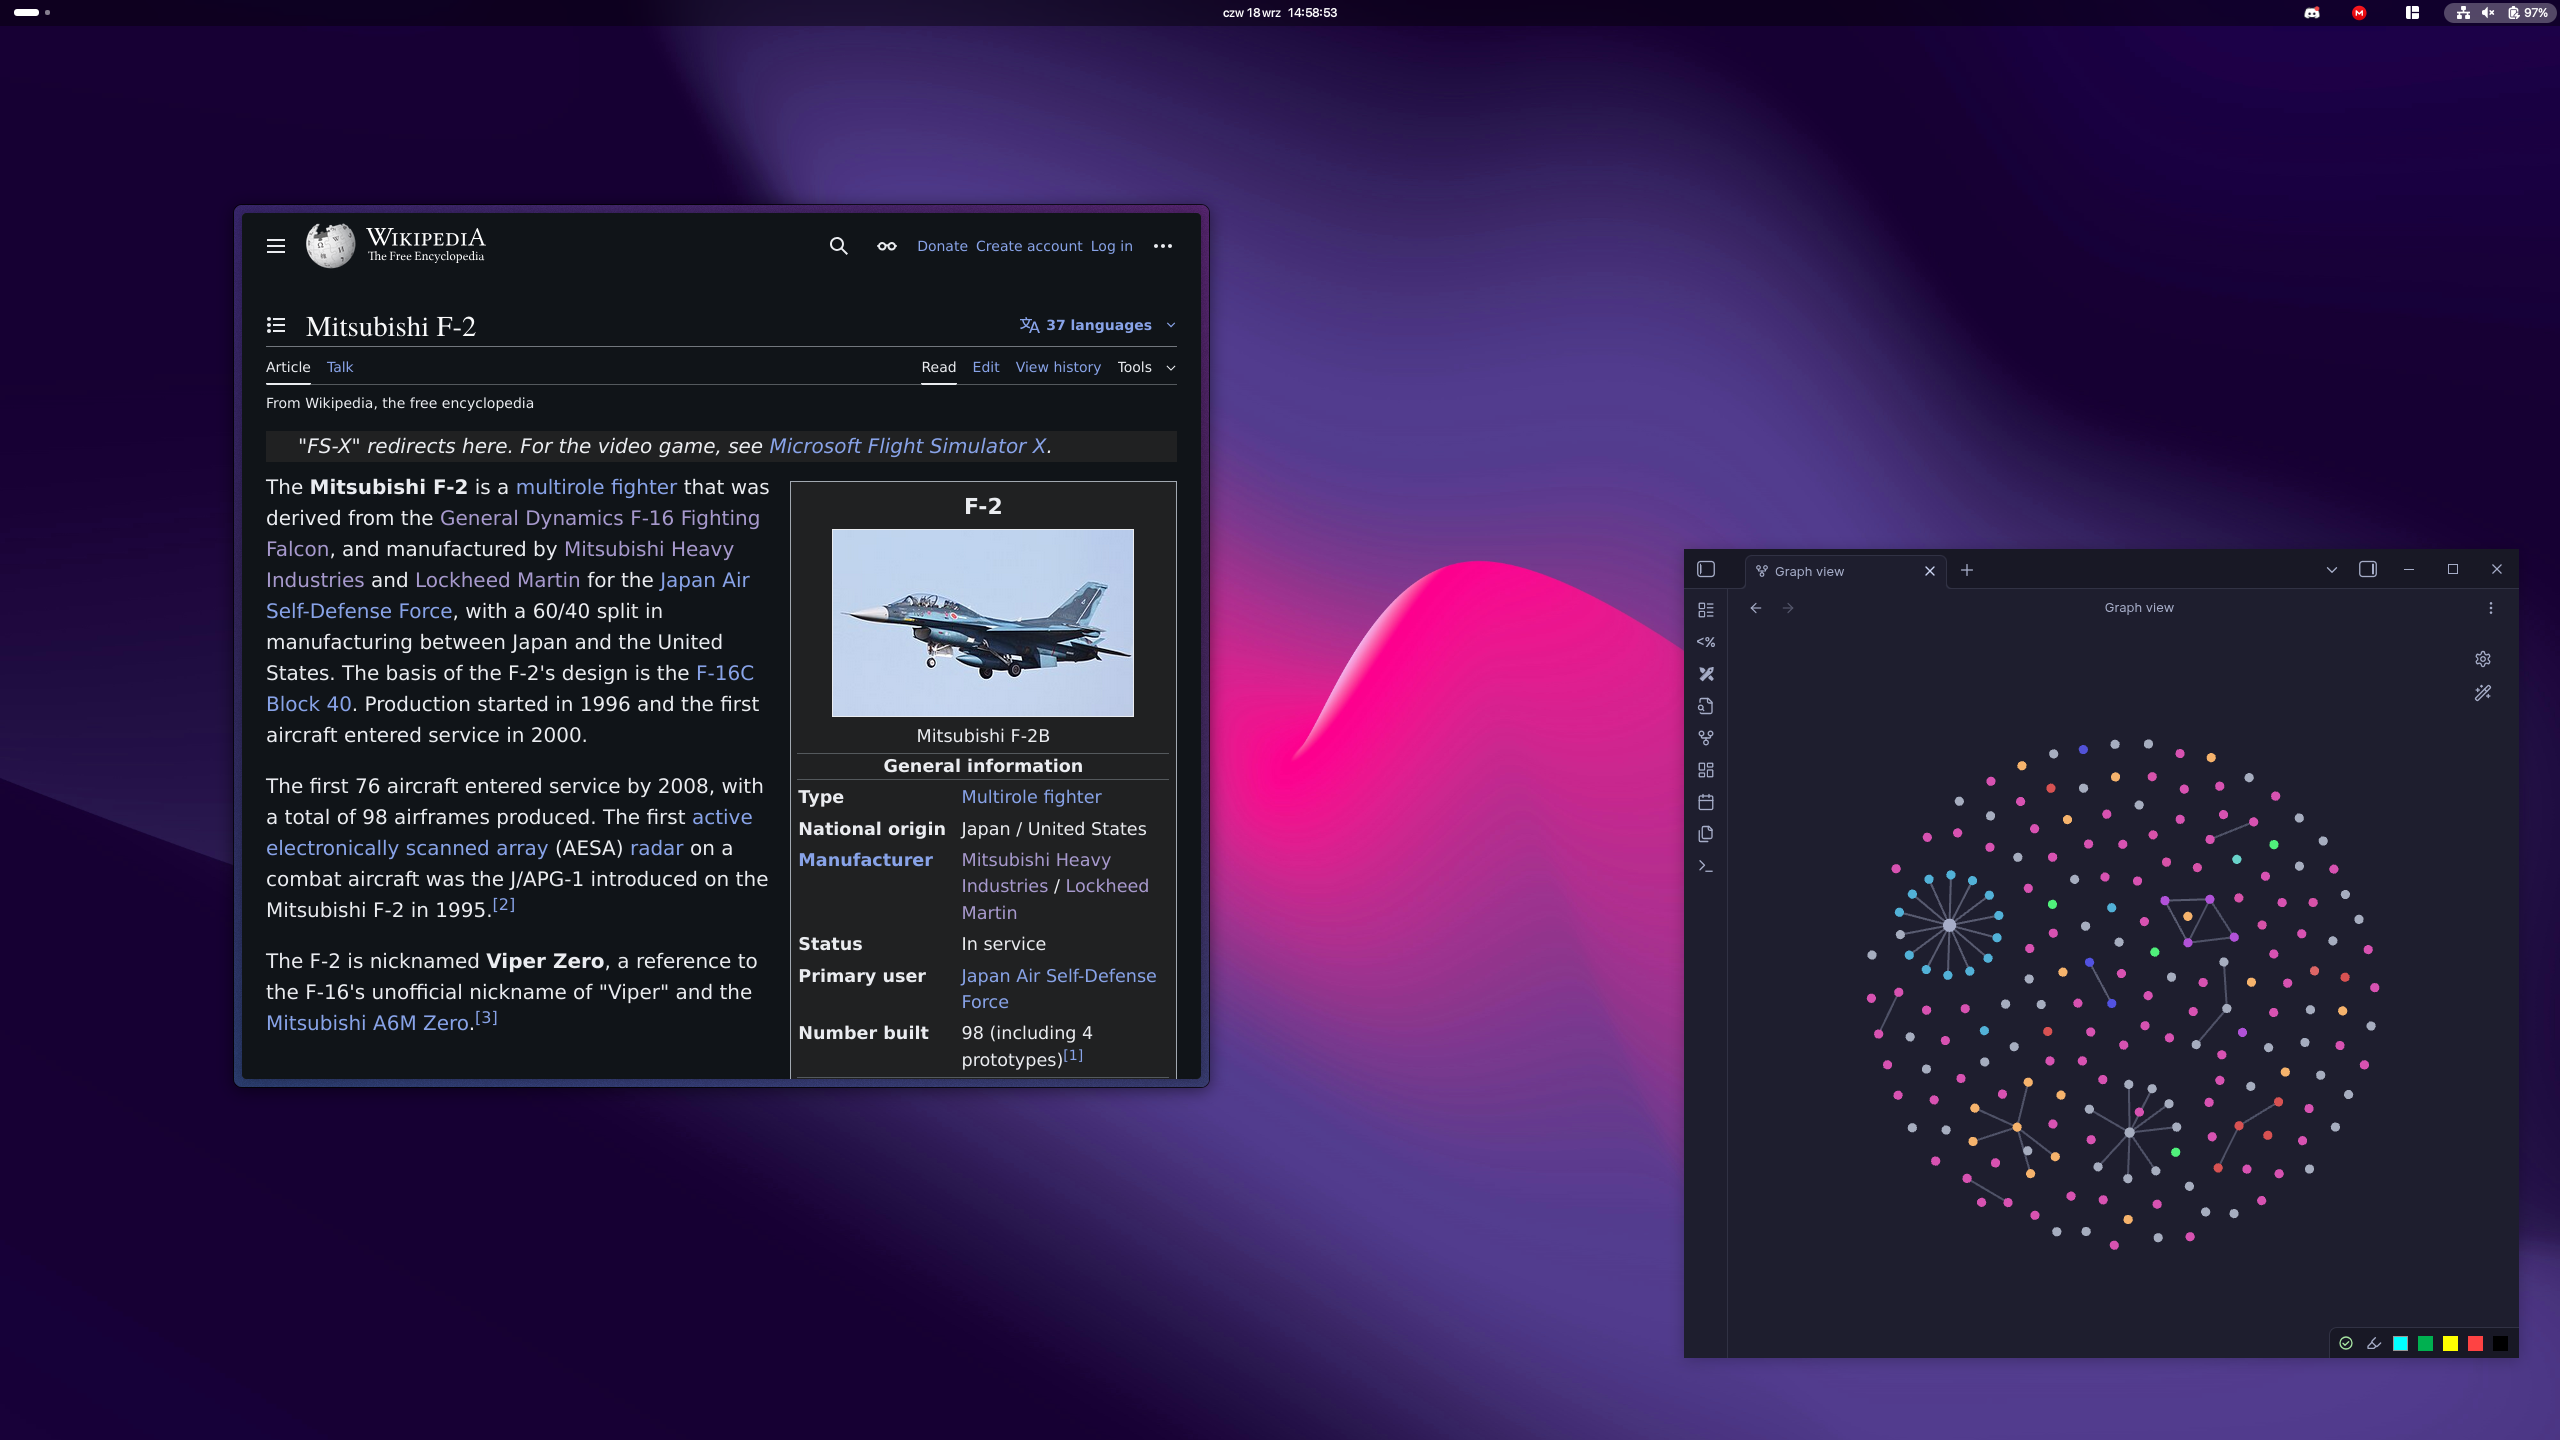 czw 18 wrz 14:58:53
97%
WIKIPEDIA
The Free Encyclopedia
Donate Create account Log in
Mitsubishi F-2
37 languages
Article Talk
Read Edit View history Tools
From Wikipedia, the free encyclopedia
"FS-X" redirects here. For the video game, see Microsoft Flight Simulator X.
The Mitsubishi F-2 is a multirole fighter that was
derived from the General Dynamics F-16 Fighting
Falcon, and manufactured by Mitsubishi Heavy
Industries and Lockheed Martin for the Japan Air
Self-Defense Force, with a 60/40 split in
manufacturing between Japan and the United
States. The basis of the F-2's design is the F-16C
Block 40. Production started in 1996 and the first
aircraft entered service in 2000.
The first 76 aircraft entered service by 2008, with
a total of 98 airframes produced. The first active
electronically scanned array (AESA) radar on a
combat aircraft was the J/APG-1 introduced on the
Mitsubishi F-2 in 1995.[2]
The F-2 is nicknamed Viper Zero, a reference to
the F-16's unofficial nickname of "Viper" and the
Mitsubishi A6M Zero.[3]
F-2
Mitsubishi F-2B
General information
Type Multirole fighter
National origin Japan / United States
Manufacturer Mitsubishi Heavy
Industries / Lockheed
Martin
Status In service
Primary user Japan Air Self-Defense
Force
Number built 98 (including 4
prototypes)[1]
Graph view
Graph view